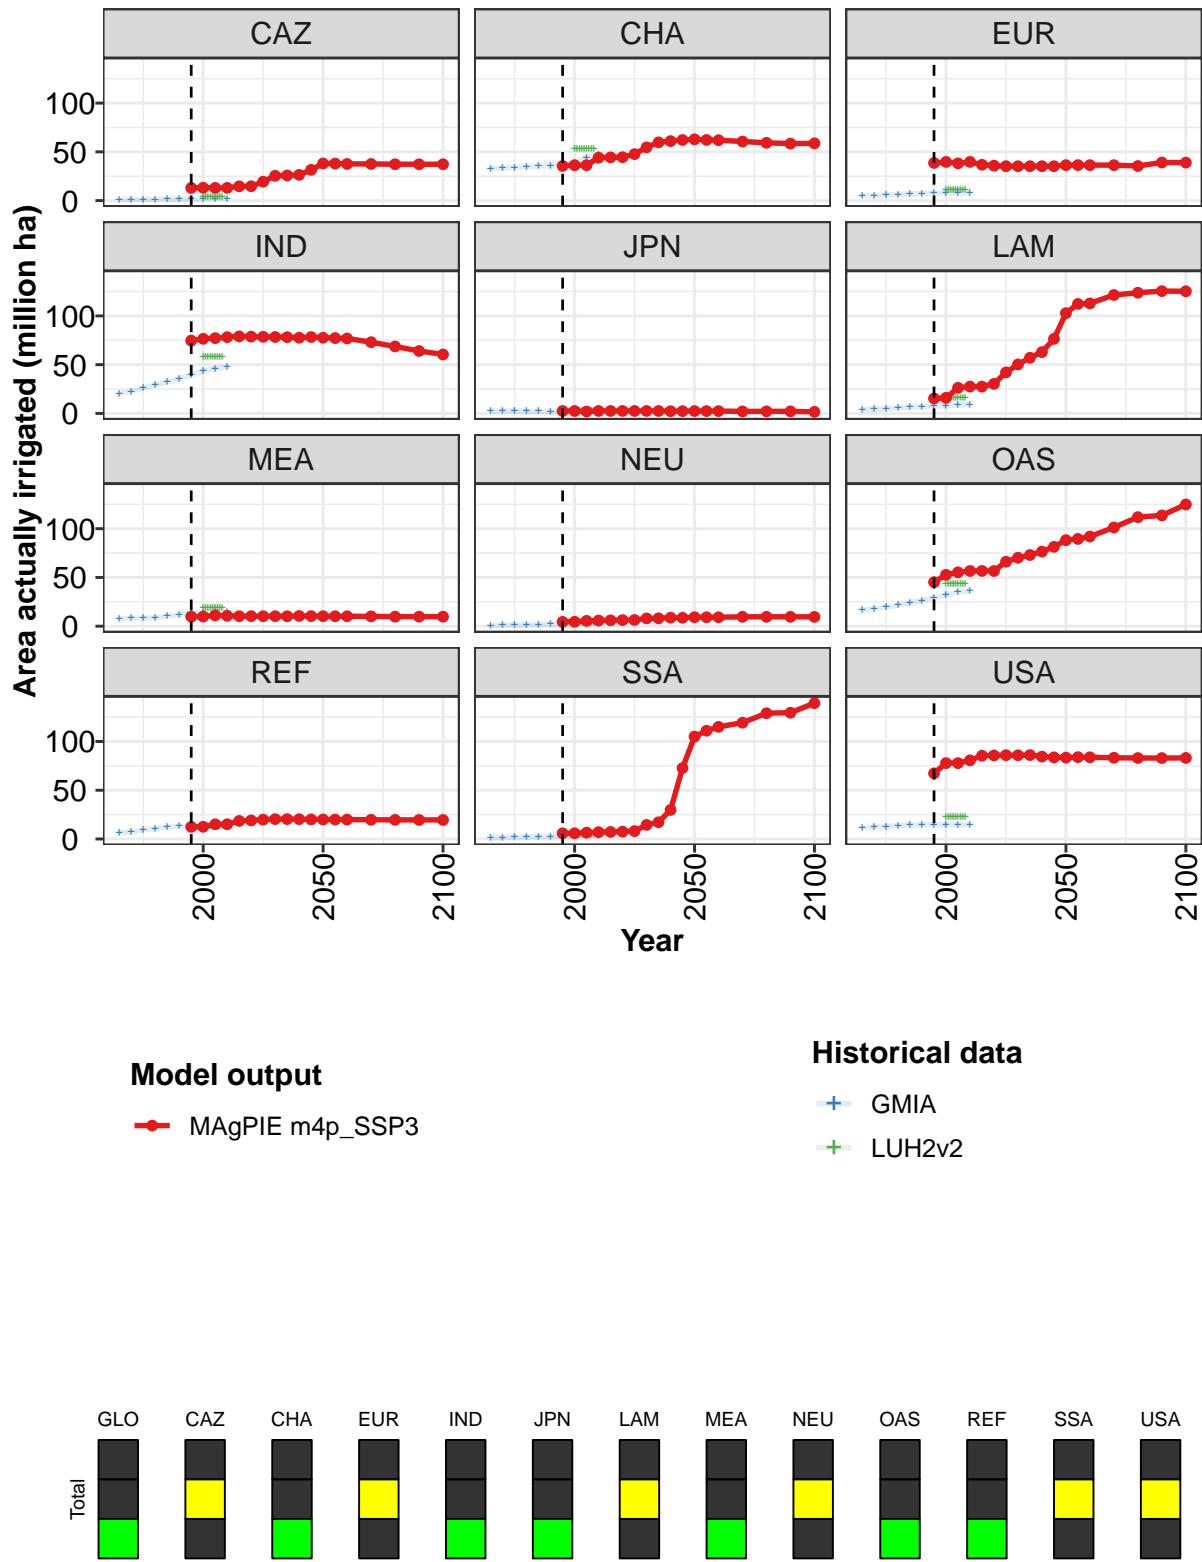 CAZ CHA EUR
100
50
0
IND JPN LAM
100
50
0
MEA NEU OAS
100
50
0
REF SSA USA
100
50
0
2000 2050 2100 2000 2050 2100 2000 2050 2100
Year
Area actually irrigated (million ha)
Model output
MAgPIE m4p_SSP3
Historical data
GMIA
LUH2v2
GLO CAZ CHA EUR IND JPN LAM MEA NEU OAS REF SSA USA
Total